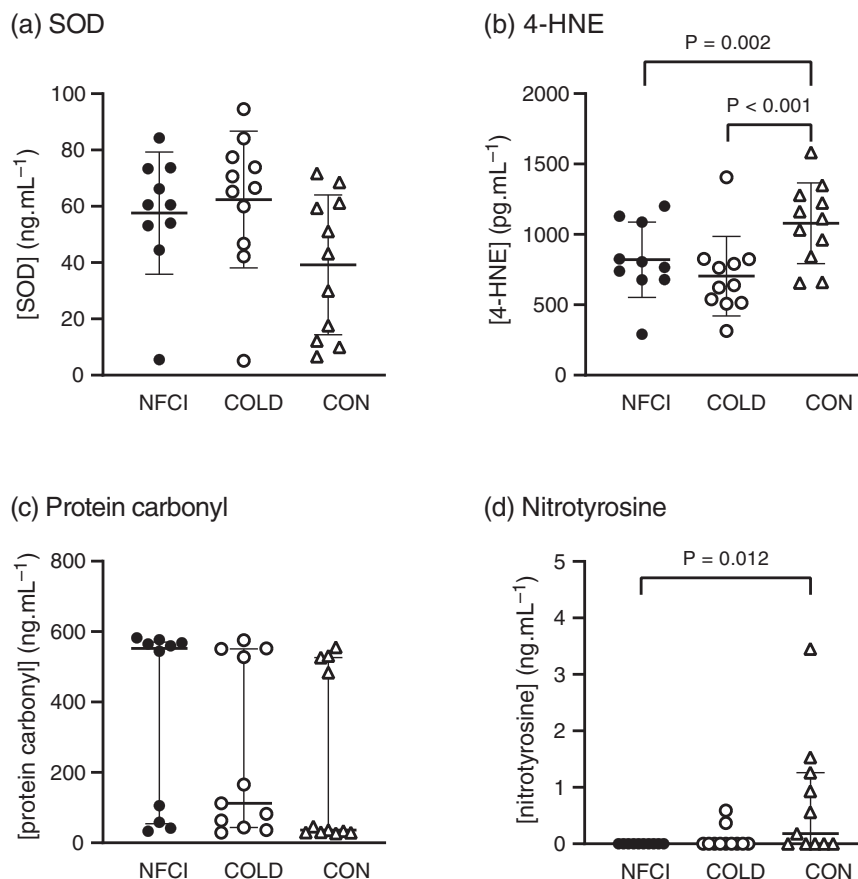 (a) SOD
[SOD] (ng.mL⁻¹)
100
80
60
40
20
0
NFCI COLD CON
(b) 4-HNE
P = 0.002
P < 0.001
[4-HNE] (pg.mL⁻¹)
2000
1500
1000
500
0
NFCI COLD CON
(c) Protein carbonyl
[protein carbonyl] (ng.mL⁻¹)
800
600
400
200
0
NFCI COLD CON
(d) Nitrotyrosine
P = 0.012
[nitrotyrosine] (ng.mL⁻¹)
5
4
3
2
1
0
NFCI COLD CON